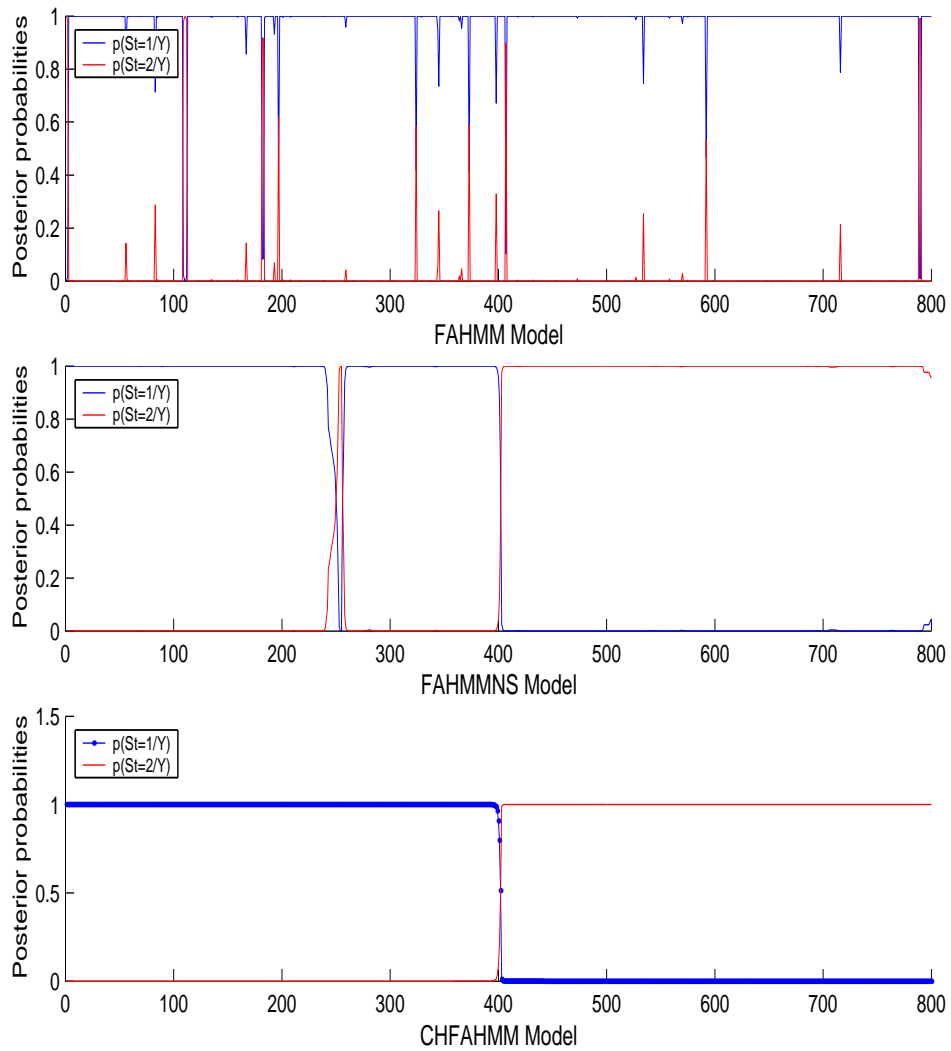 1
0.8
0.6
0.4
0.2
0
Posterior probabilities
p(St=1/Y)
p(St=2/Y)
0 100 200 300 400 500 600 700 800
FAHMM Model
1
0.8
0.6
0.4
0.2
0
Posterior probabilities
p(St=1/Y)
p(St=2/Y)
0 100 200 300 400 500 600 700 800
FAHMMNS Model
1.5
1
0.5
0
Posterior probabilities
p(St=1/Y)
p(St=2/Y)
0 100 200 300 400 500 600 700 800
CHFAHMM Model